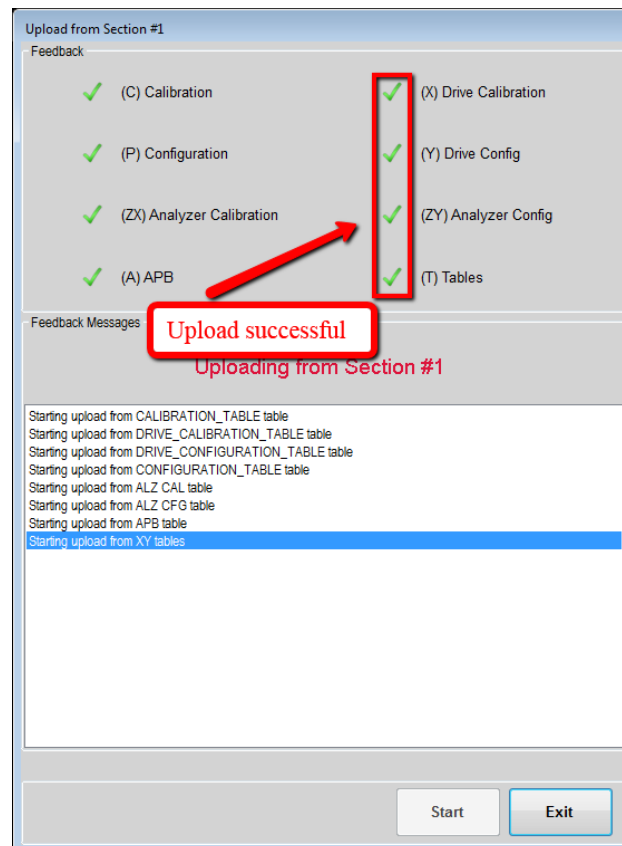 Upload from Section #1
Feedback
(C) Calibration
(X) Drive Calibration
(P) Configuration
(Y) Drive Config
(ZX) Analyzer Calibration
(ZY) Analyzer Config
(A) APB
(T) Tables
Upload successful
Feedback Messages
Uploading from Section #1
Starting upload from CALIBRATION_TABLE table
Starting upload from DRIVE_CALIBRATION_TABLE table
Starting upload from DRIVE_CONFIGURATION_TABLE table
Starting upload from CONFIGURATION_TABLE table
Starting upload from ALZ CAL table
Starting upload from ALZ CFG table
Starting upload from APB table
Starting upload from XY tables
Start
Exit